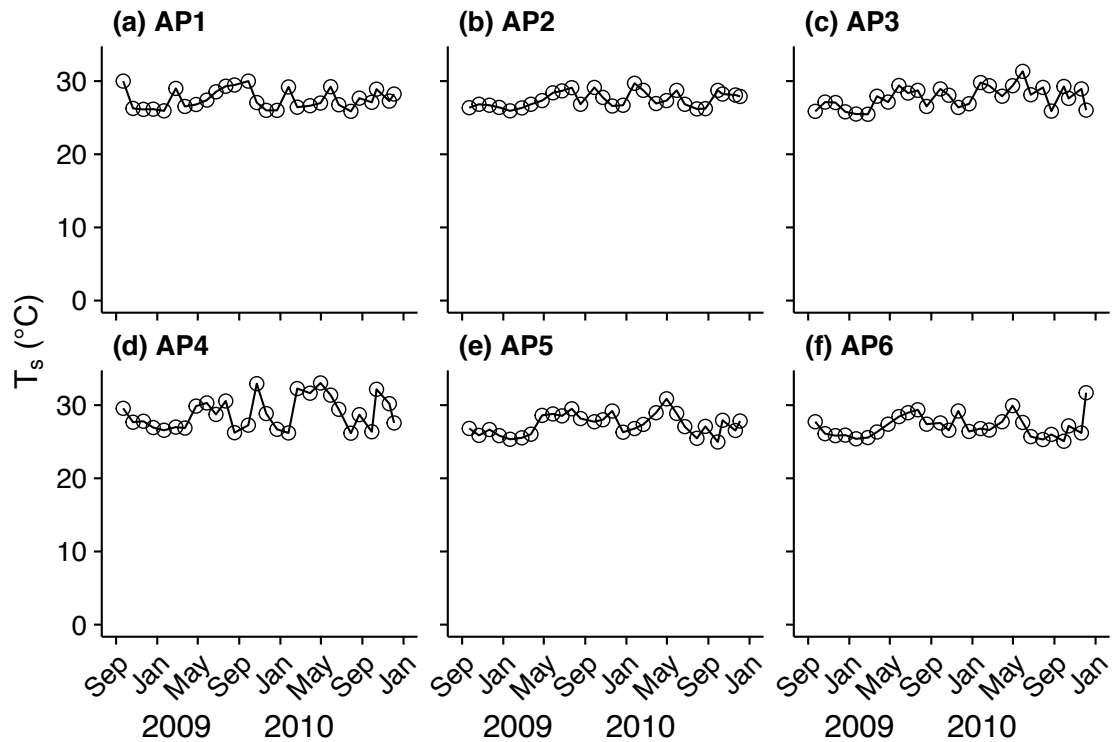 (a) AP1 (b) AP2 (c) AP3
30
20
10
0
Ts (°C)
(d) AP4 (e) AP5 (f) AP6
30
20
10
0
Sep Jan May Sep Jan May Sep Jan Sep Jan May Sep Jan May Sep Jan Sep Jan May Sep Jan May Sep Jan
2009 2010 2009 2010 2009 2010